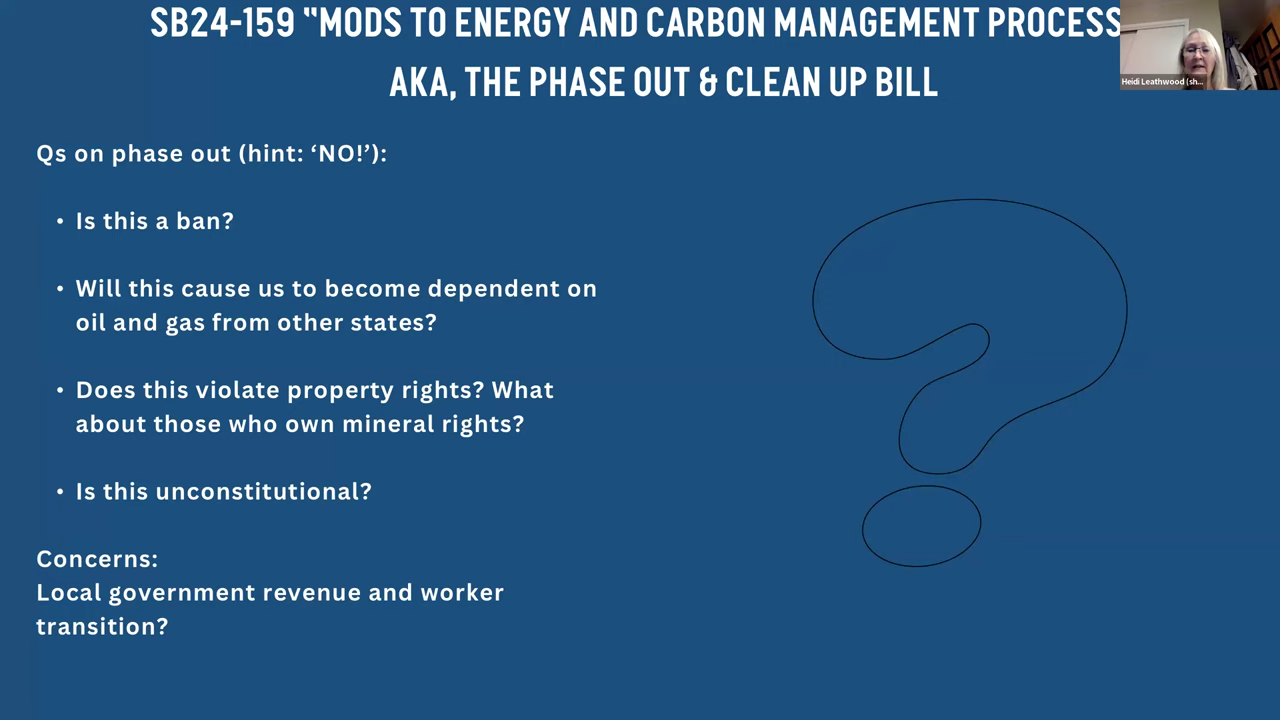 SB24-159 "MODS TO ENERGY AND CARBON MANAGEMENT PROCESS
AKA, THE PHASE OUT & CLEAN UP BILL
Heidi Leathwood (sh...
Qs on phase out (hint: ‘NO!’):
• Is this a ban?
• Will this cause us to become dependent on
oil and gas from other states?
• Does this violate property rights? What
about those who own mineral rights?
• Is this unconstitutional?
Concerns:
Local government revenue and worker
transition?
?